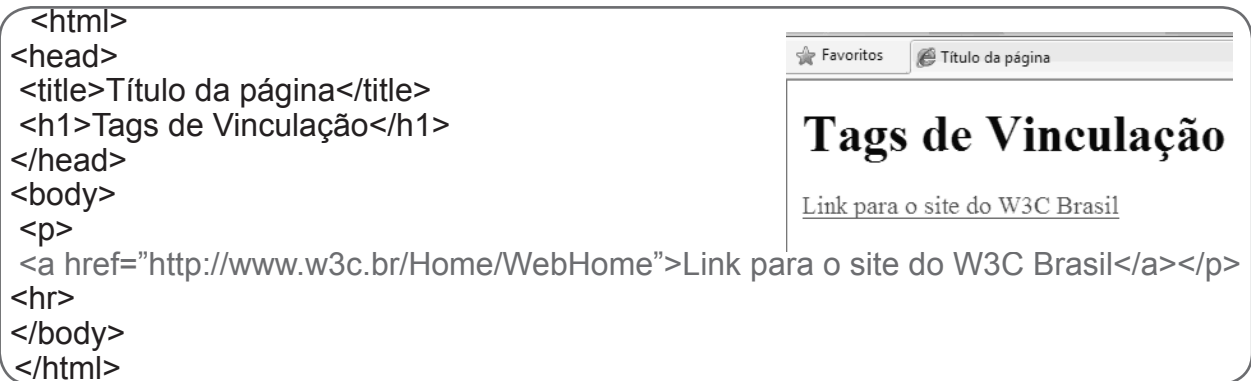 <html>
<head>
<title>Título da página</title>
<h1>Tags de Vinculação</h1>
</head>
<body>
<p>
<a href=”http://www.w3c.br/Home/WebHome”>Link para o site do W3C Brasil</a></p>
<hr>
</body>
</html>
Favoritos
Título da página
Tags de Vinculação
Link para o site do W3C Brasil